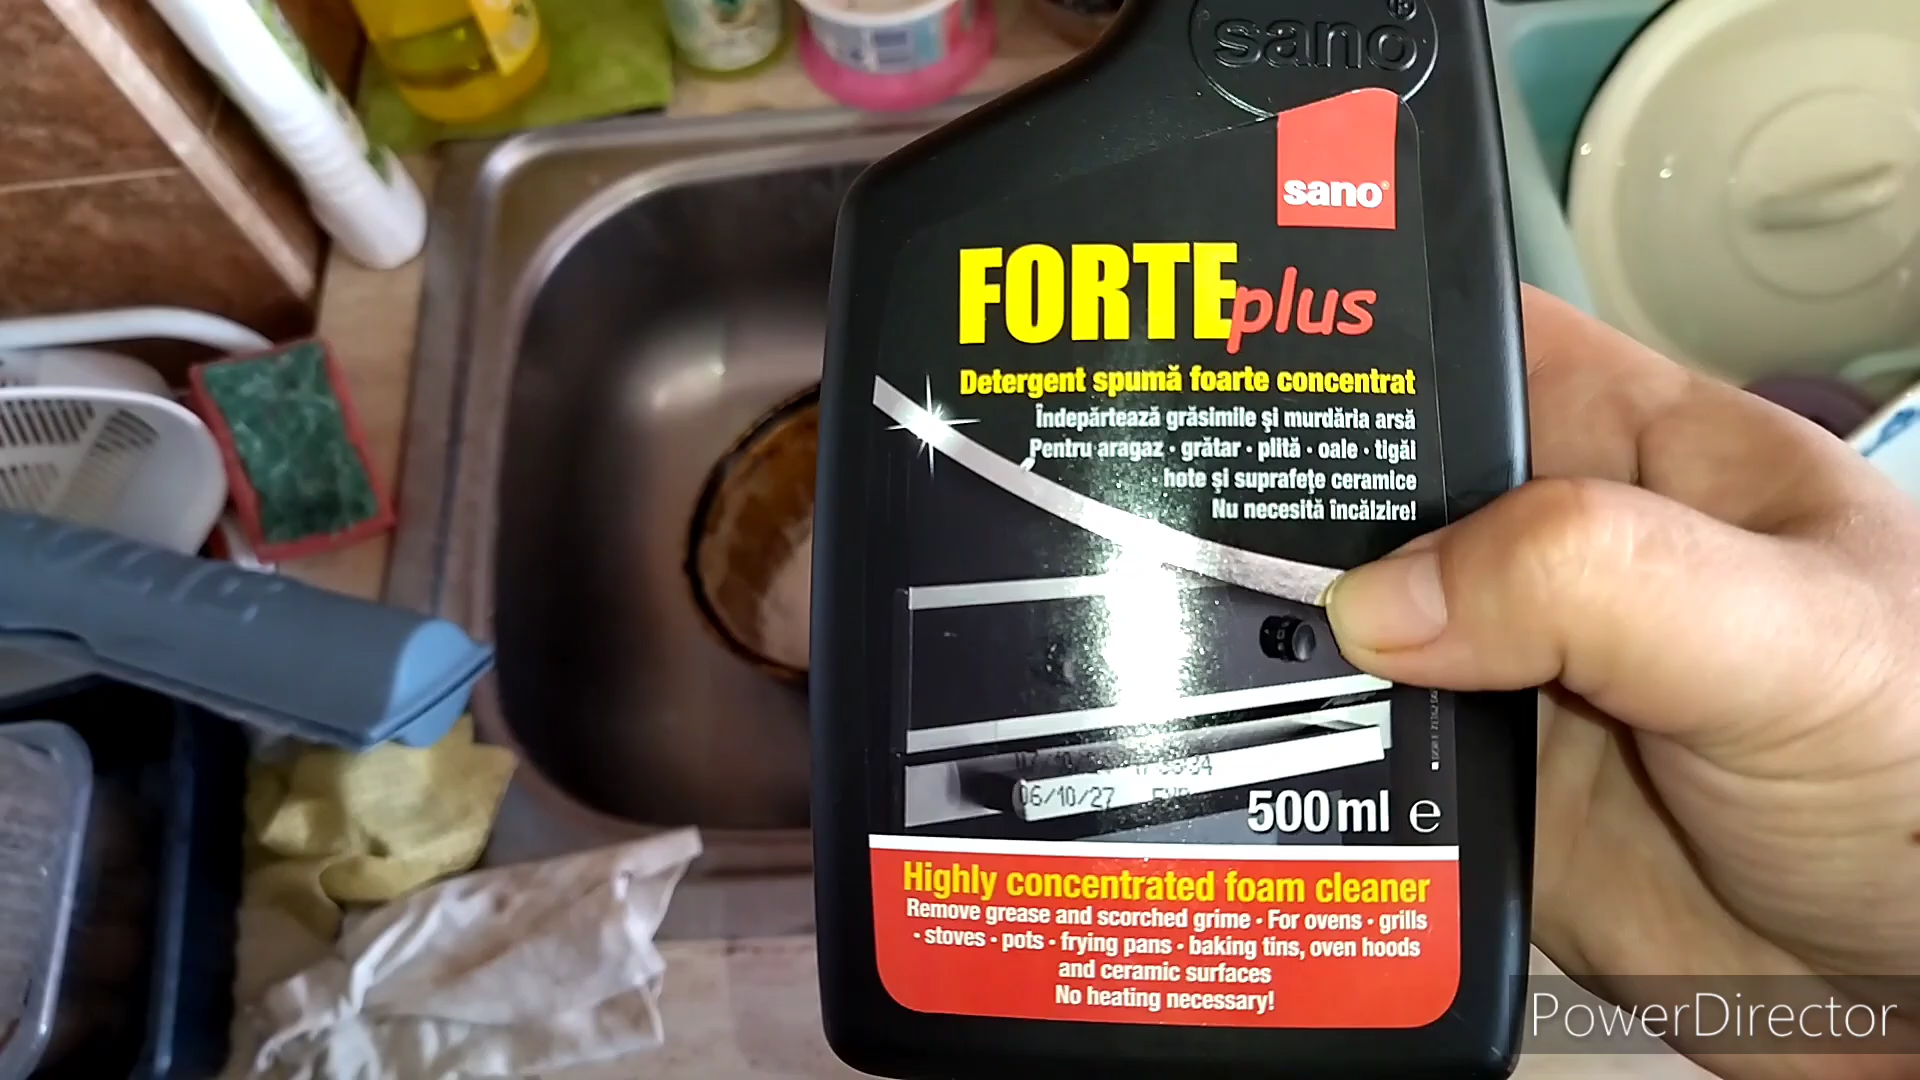 sano®
sano®
FORTE plus
Detergent spumă foarte concentrat
Îndepărtează grăsimile şi murdăria arsă
Pentru aragaz · grătar · plită · oale · tigăi
hote şi suprafeţe ceramice
Nu necesită încălzire!
06/10/27
500 ml e
Highly concentrated foam cleaner
Remove grease and scorched grime · For ovens · grills
· stoves · pots · frying pans · baking tins, oven hoods
and ceramic surfaces
No heating necessary!
PowerDirector